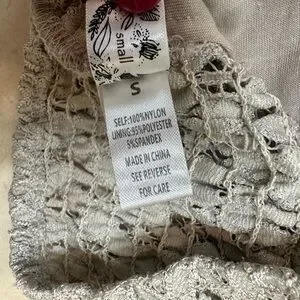 small
S
SELF:100%NYLON
LINING:95%POLYESTER
5%SPANDEX
MADE IN CHINA
SEE REVERSE
FOR CARE